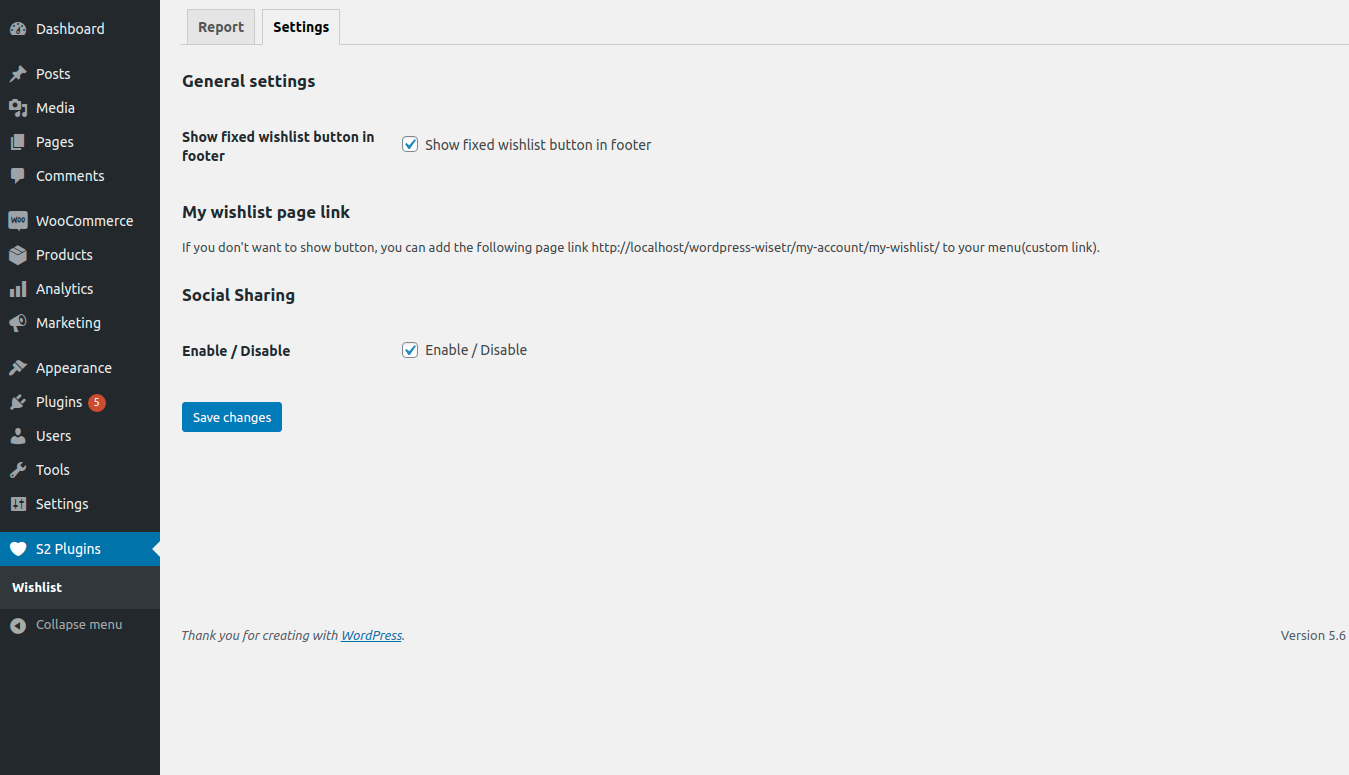 Dashboard
Posts
Media
Pages
Comments
WOO WooCommerce
Products
Analytics
Marketing
Appearance
Plugins 5
Users
Tools
Settings
S2 Plugins
Wishlist
Collapse menu
Report Settings
General settings
Show fixed wishlist button in
footer
Show fixed wishlist button in footer
My wishlist page link
If you don't want to show button, you can add the following page link http://localhost/wordpress-wisetr/my-account/my-wishlist/ to your menu(custom link).
Social Sharing
Enable / Disable Enable / Disable
Save changes
Thank you for creating with WordPress. Version 5.6